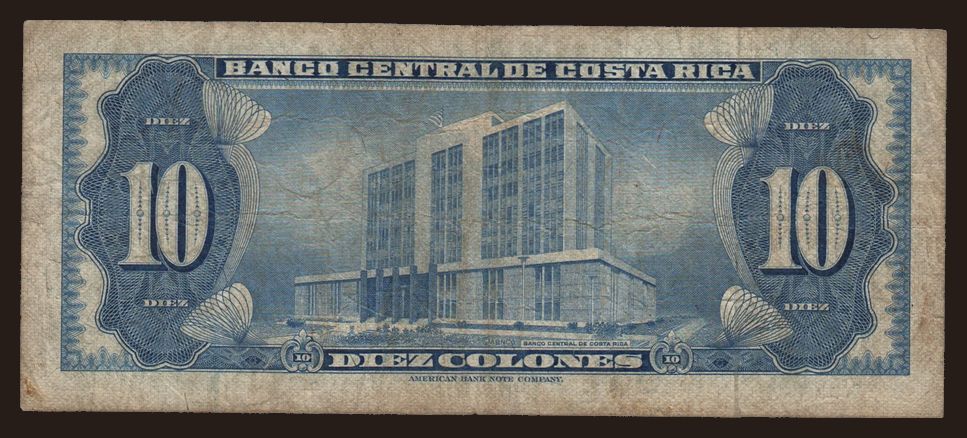 BANCO CENTRAL DE COSTA RICA
DIEZ
DIEZ
10
10
DIEZ
DIEZ
BANCO CENTRAL DE COSTA RICA
10
DIEZ COLONES
10
AMERICAN BANK NOTE COMPANY.